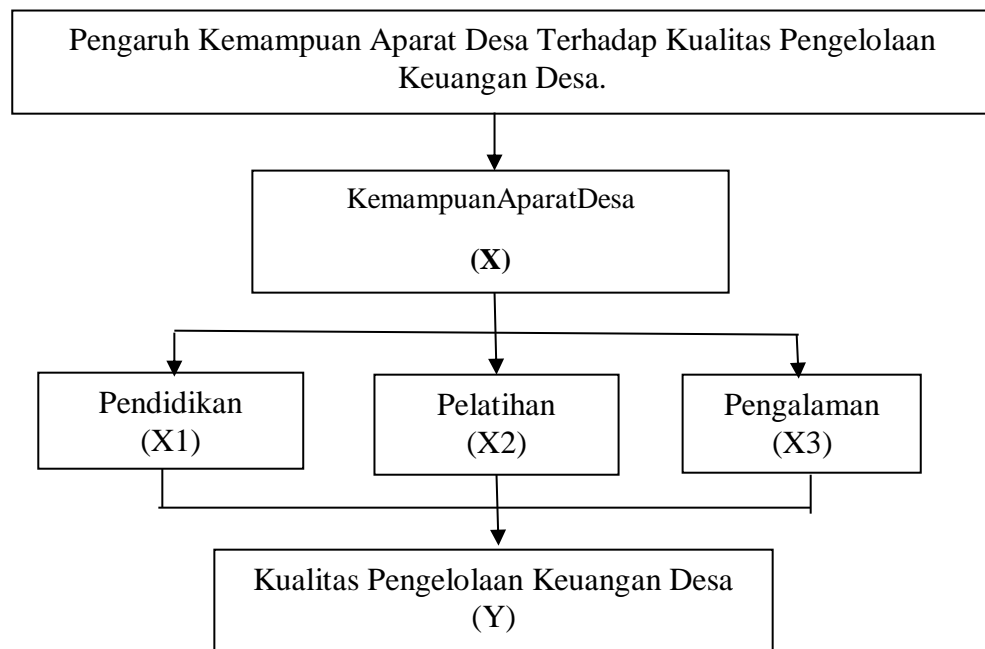 Pengaruh Kemampuan Aparat Desa Terhadap Kualitas Pengelolaan
Keuangan Desa.
KemampuanAparatDesa
(X)
Pendidikan
(X1)
Pelatihan
(X2)
Pengalaman
(X3)
Kualitas Pengelolaan Keuangan Desa
(Y)